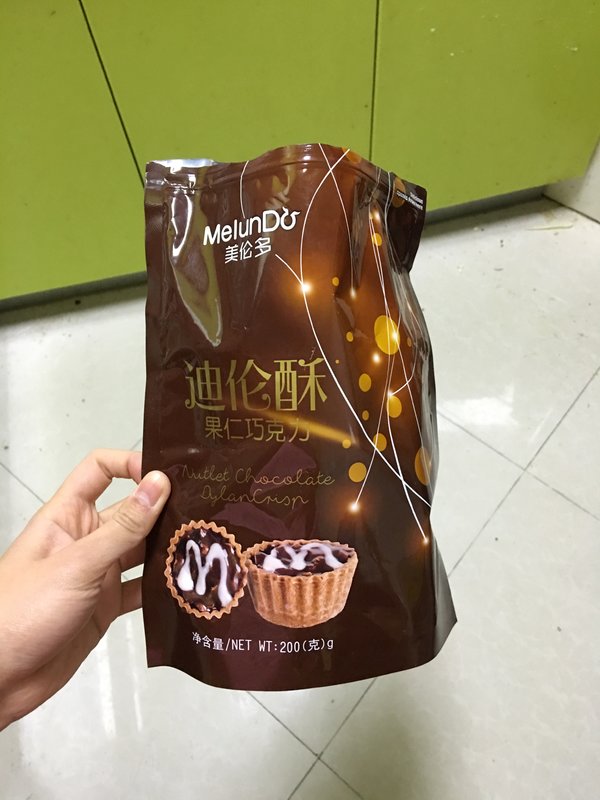 MelunDo
美伦多
迪伦酥
果仁巧克力
Nutlet Chocolate
DylanCrisp
净含量/NET WT:200(克)g